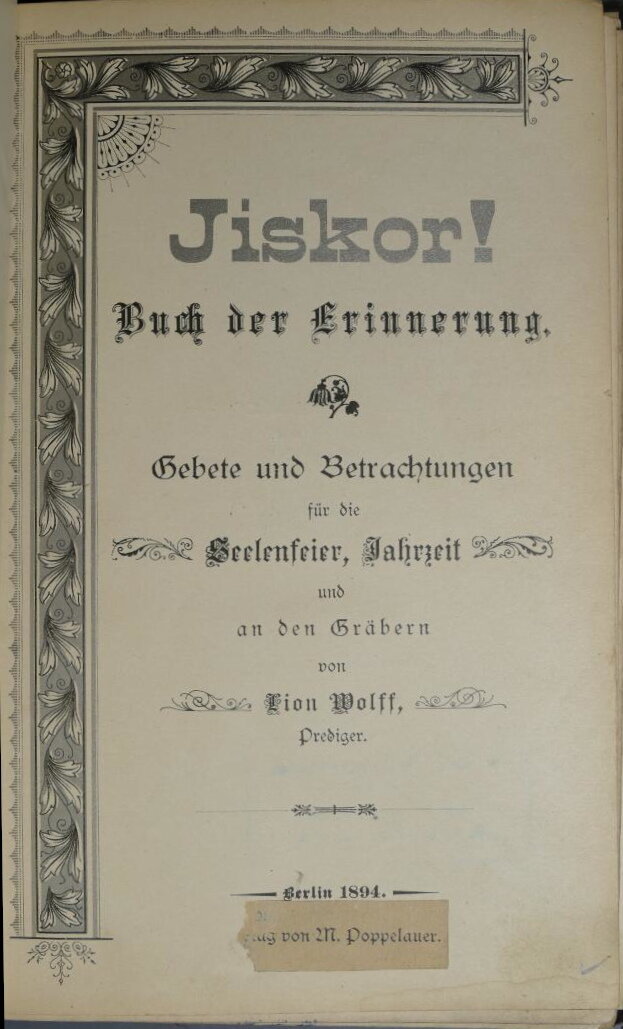 Jiskor!
Buch der Erinnerung.
Gebete und Betrachtungen
für die
Seelenfeier, Jahrzeit
und
an den Gräbern
von
Lion Wolff,
Prediger.
Berlin 1894.
von M. Poppelauer.